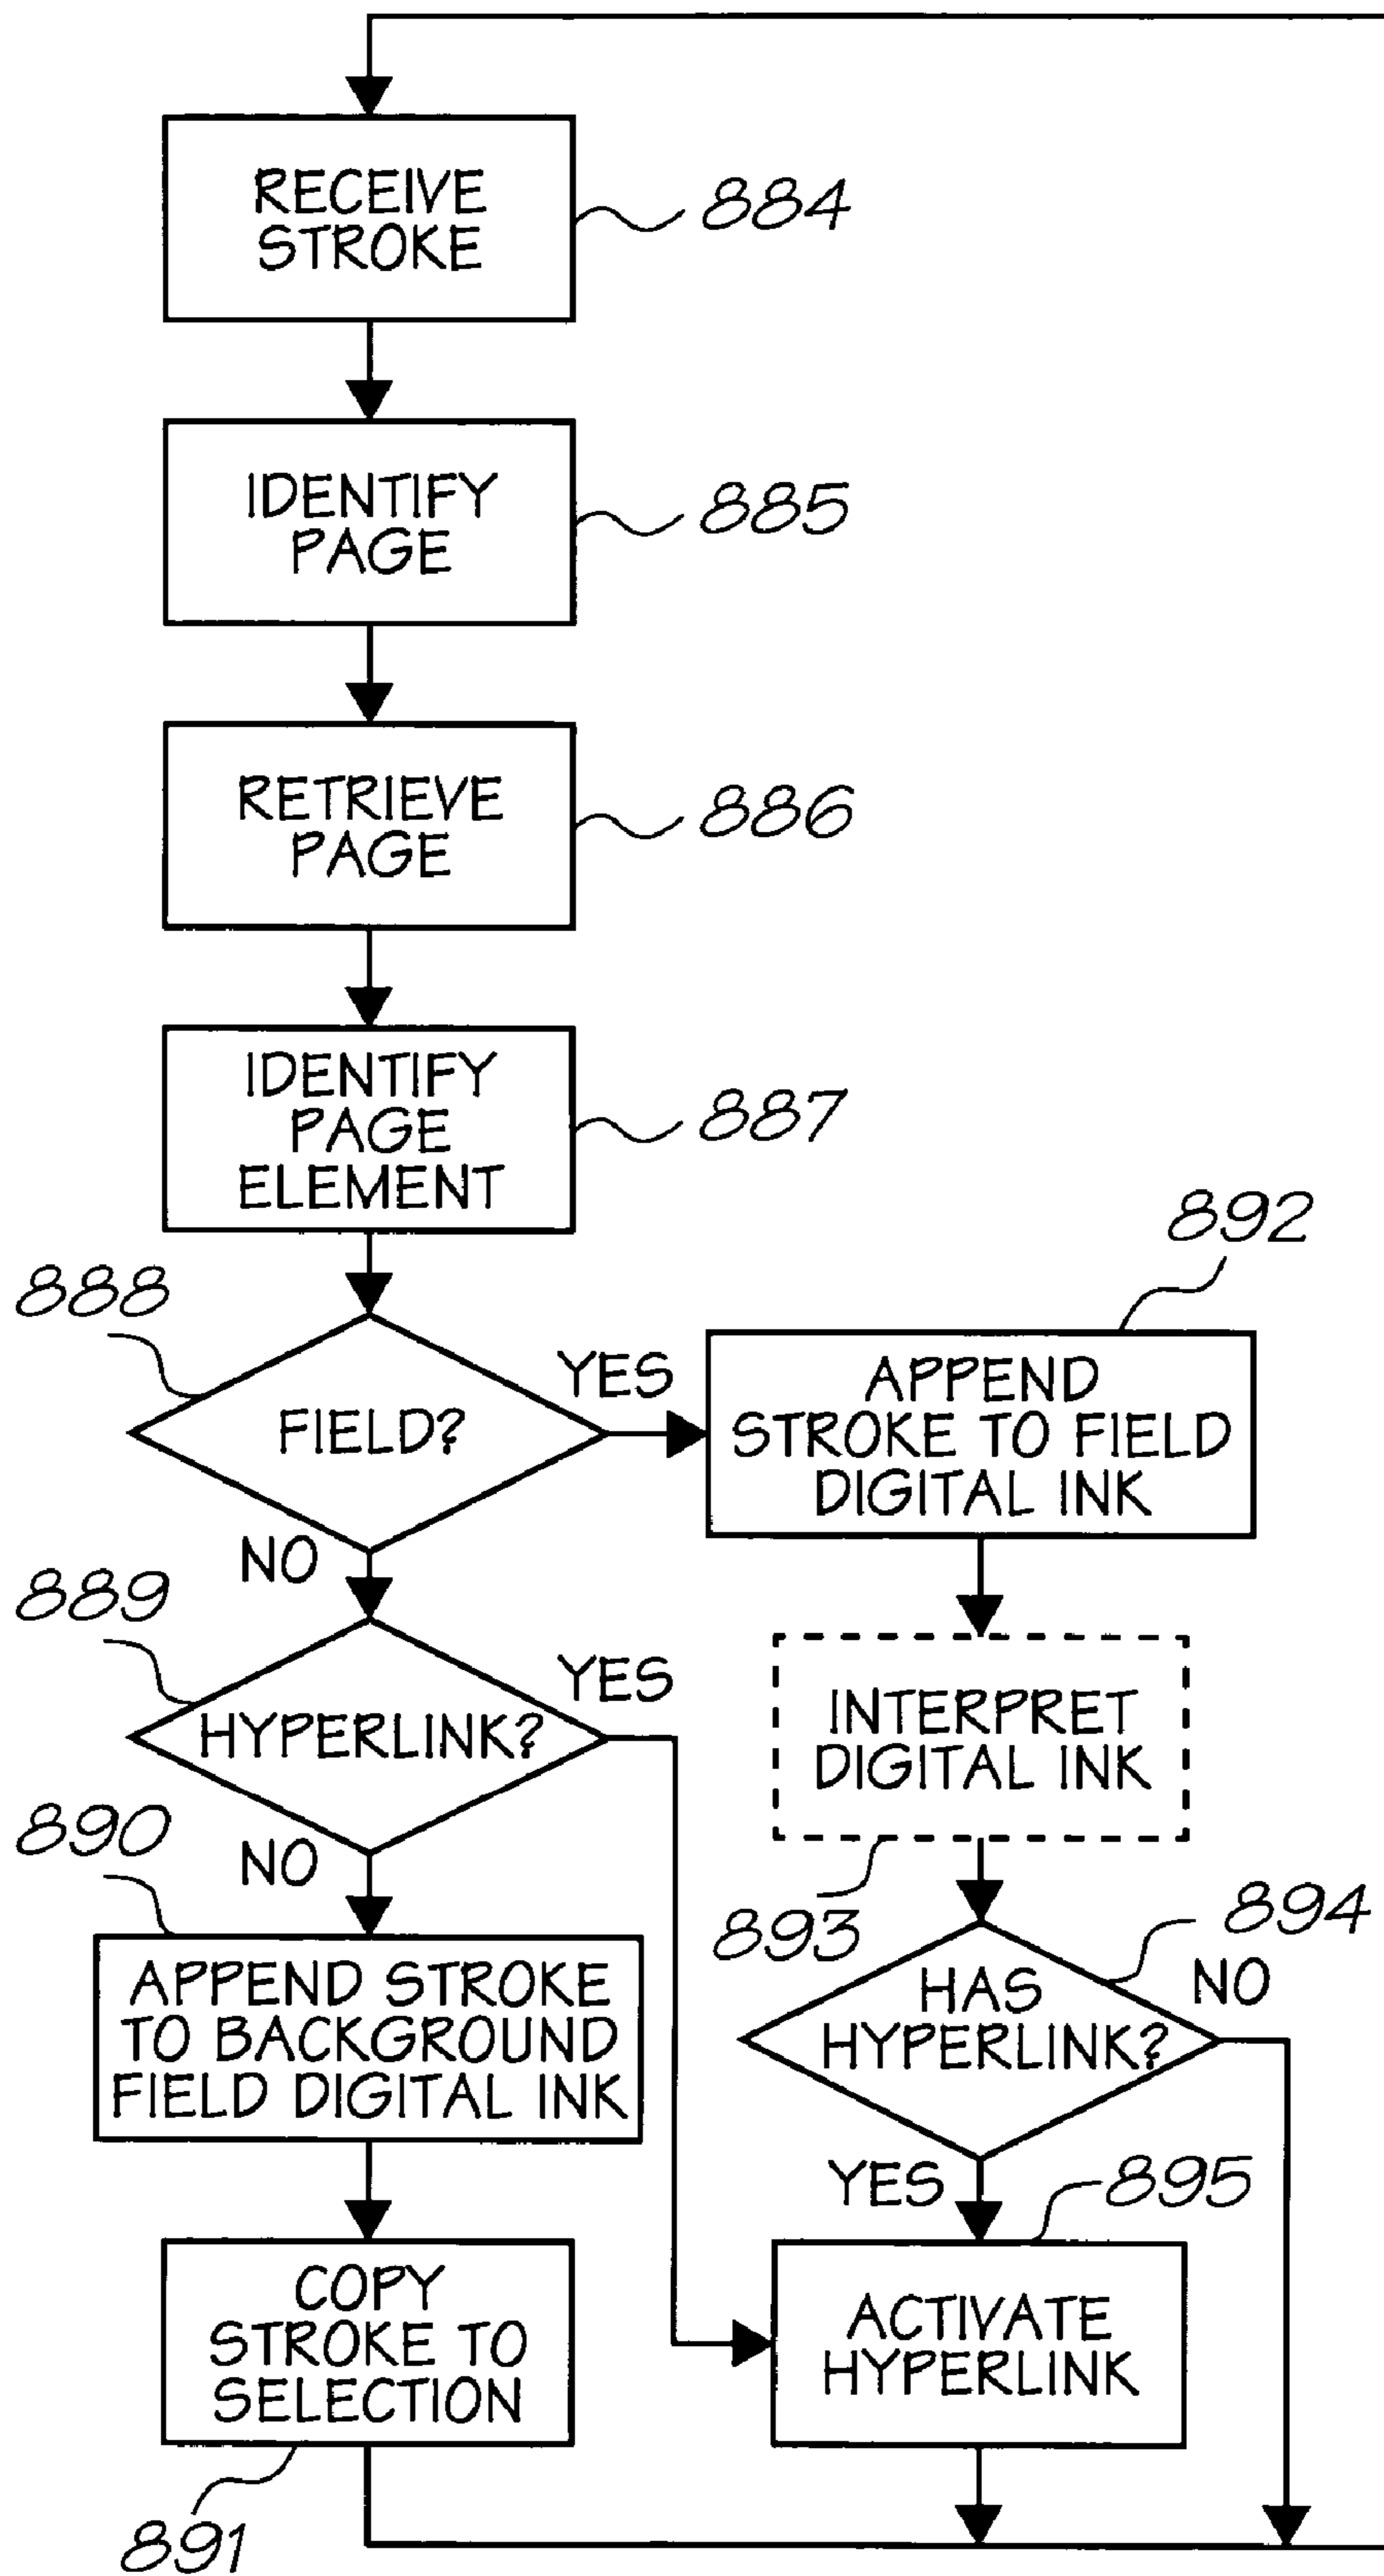 RECEIVE
STROKE
884
IDENTIFY
PAGE
885
RETRIEVE
PAGE
886
IDENTIFY
PAGE
ELEMENT
887
888
FIELD?
YES
NO
892
APPEND
STROKE TO FIELD
DIGITAL INK
889
HYPERLINK?
YES
NO
INTERPRET
DIGITAL INK
893
890
APPEND STROKE
TO BACKGROUND
FIELD DIGITAL INK
894
HAS
HYPERLINK?
NO
YES
895
COPY
STROKE TO
SELECTION
891
ACTIVATE
HYPERLINK